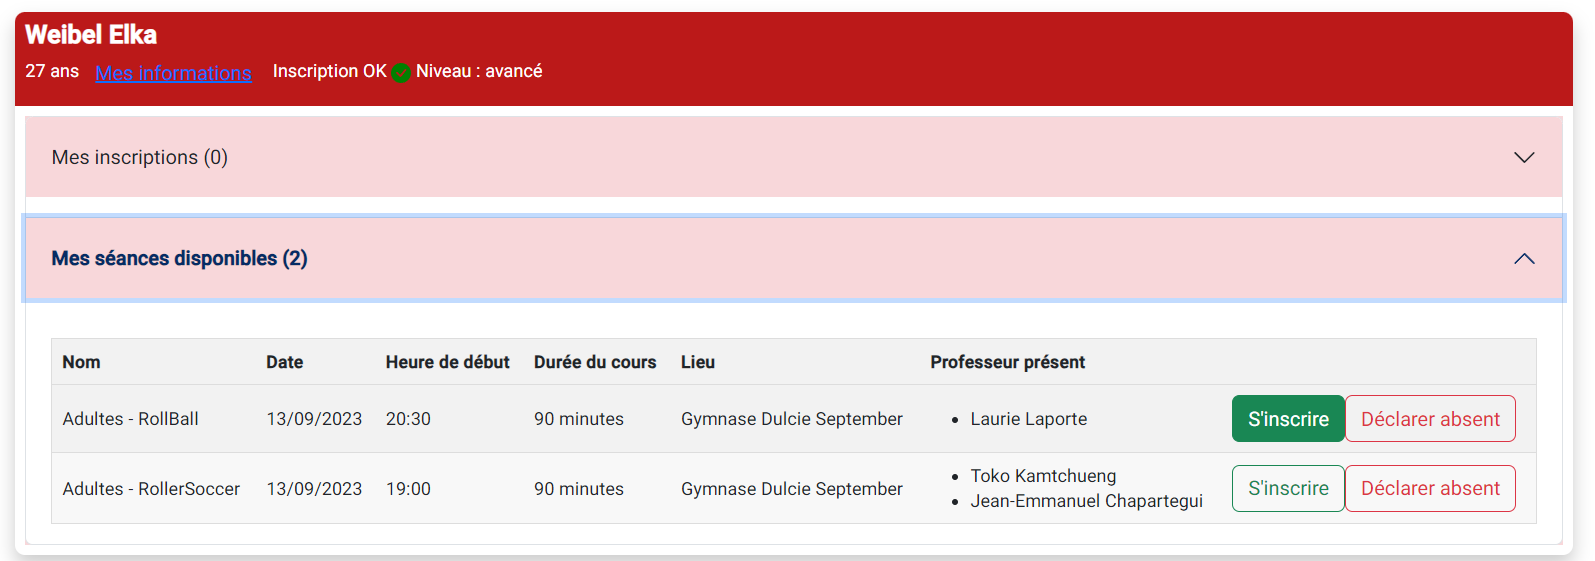 Weibel Elka
27 ans Mes informations Inscription OK Niveau : avancé
Mes inscriptions (0)
Mes séances disponibles (2)
Nom Date Heure de début Durée du cours Lieu Professeur présent
Adultes - RollBall 13/09/2023 20:30 90 minutes Gymnase Dulcie September • Laurie Laporte S'inscrire Déclarer absent
Adultes - RollerSoccer 13/09/2023 19:00 90 minutes Gymnase Dulcie September • Toko Kamtchueng S'inscrire Déclarer absent
• Jean-Emmanuel Chapartegui